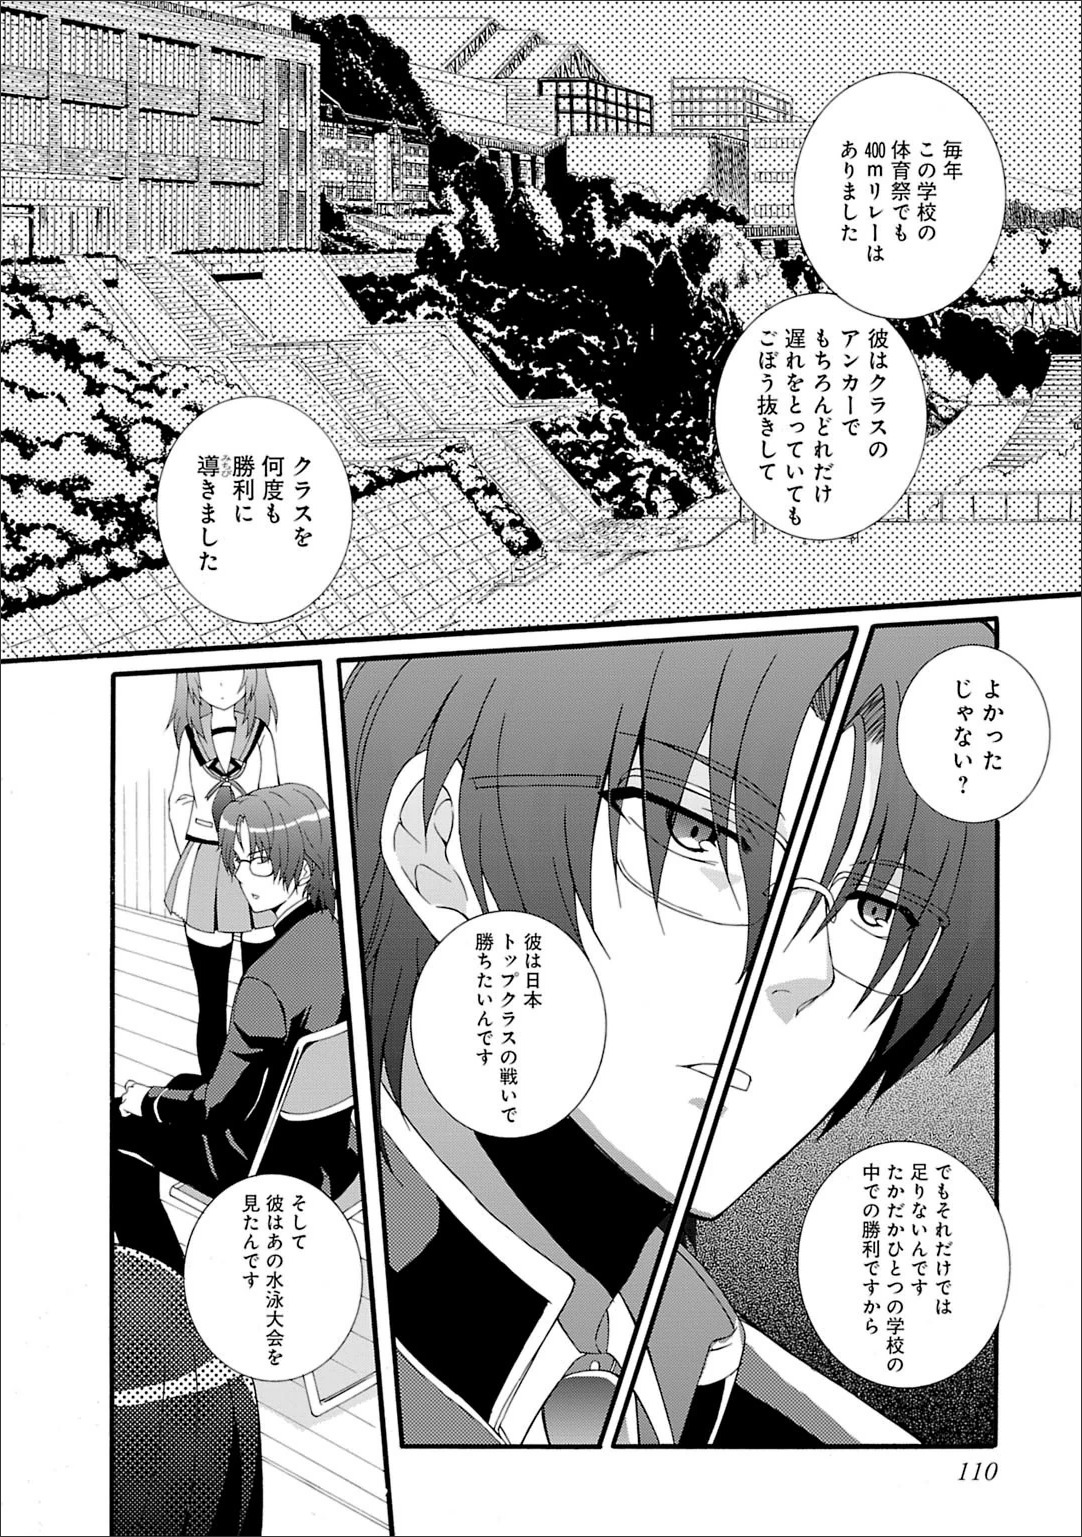 毎年
この学校の
体育祭でも
400mリレーは
ありました
彼はクラスの
アンカーで
もちろんどれだけ
遅れをとっていても
ごぼう抜きして
クラスを
何度も
勝利に
導きました
みちび
よかった
じゃない？
でもそれだけでは
足りないんです
たかだかひとつの学校の
中での勝利ですから
彼は日本
トップクラスの戦いで
勝ちたいんです
そして
彼はあの水泳大会を
見たんです
110